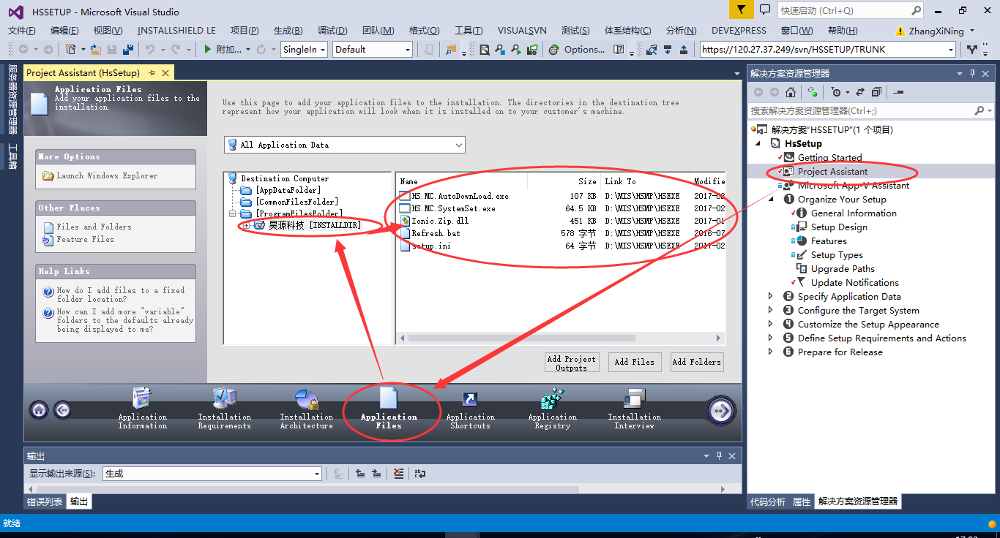 HSSETUP - Microsoft Visual Studio
快速启动 (Ctrl+Q)
文件(F) 编辑(E) 视图(V) INSTALLSHIELD LE 项目(P) 生成(B) 调试(D) 团队(M) 格式(O) 工具(T) VISUALSVN 测试(S) 体系结构(C) 分析(N) DEVEXPRESS 窗口(W) 帮助(H) ZhangXiNing
附加... SingleIn Default Options... https://120.27.37.249/svn/HSSETUP/TRUNK
服务器资源管理器
工具箱
Project Assistant (HsSetup)
Application Files
Add your application files to the
installation.
More Options
Launch Windows Explorer
Other Places
Files and Folders
Feature Files
Help Links
How do I add files to a fixed
folder location?
How can I add more "variable"
folders to the defaults already
being displayed to me?
Use this page to add your application files to the installation. The directories in the destination tree
represent how your application will look when it is installed on to your customer's machine.
All Application Data
Destination Computer
[AppDataFolder]
[CommonFilesFolder]
[ProgramFilesFolder]
昊源科技 [INSTALLDIR]
Name Size Link To Modifie
HS.MC.AutoDownLoad.exe 107 KB D:\MIS\HSMP\HSEXE 2017-02
HS.MC.SystemSet.exe 64.5 KB D:\MIS\HSMP\HSEXE 2017-02
Ionic.Zip.dll 451 KB D:\MIS\HSMP\HSEXE 2017-01
Refresh.bat 578 字节 D:\MIS\HSMP\HSEXE 2016-07
setup.ini 64 字节 D:\MIS\HSMP\HSEXE 2017-02
Add Project
Outputs
Add Files
Add Folders
Application
Information
Installation
Requirements
Installation
Architecture
Application
Files
Application
Shortcuts
Application
Registry
Installation
Interview
输出
显示输出来源(S): 生成
错误列表 输出
解决方案资源管理器
搜索解决方案资源管理器(Ctrl+;)
解决方案"HSSETUP"(1 个项目)
HsSetup
Getting Started
Project Assistant
Microsoft App-V Assistant
1 Organize Your Setup
General Information
Setup Design
Features
Setup Types
Upgrade Paths
Update Notifications
2 Specify Application Data
3 Configure the Target System
4 Customize the Setup Appearance
5 Define Setup Requirements and Actions
6 Prepare for Release
代码分析 属性 解决方案资源管理器
就绪